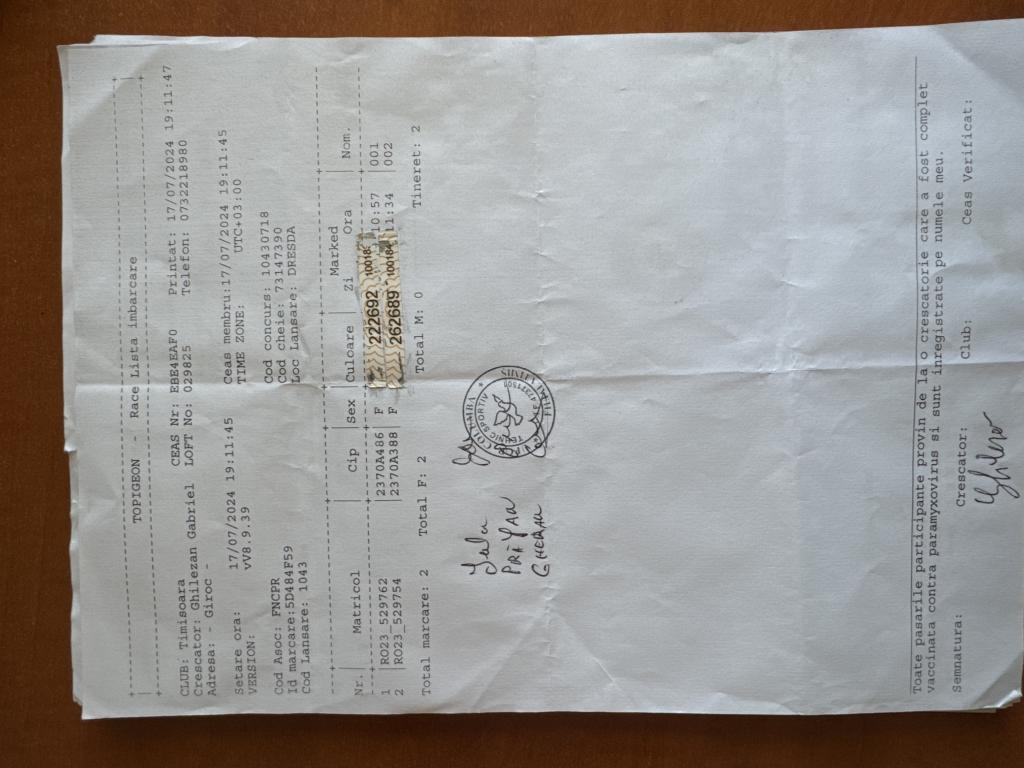 TOPIGEON - Race Lista imbarcare
CLUB: Timisoara CEAS Nr: EBE4EAF0 Printat: 17/07/2024 19:11:47
Crescator: Ghilezan Gabriel LOFT No: 029825 Telefon: 0732218980
Adresa: - Giroc -
Setare ora: 17/07/2024 19:11:45 Ceas membru:17/07/2024 19:11:45
VERSION: vV8.9.39 TIME ZONE: UTC+03:00
Cod Asoc: FNCPR Cod concurs: 10430718
Id marcare:5D484F59 Cod cheie: 73147390
Cod Lansare: 1043 Loc Lansare: DRESDA
Marked
Nr. | Matricol | Cip | Sex | Culoare | Zi Ora | Nom.
1 |RO23_529762 |2370A486 | F 222692 10:57 |001
2 |RO23_529754 |2370A388 | F 262689 11:34 |002
Total marcare: 2 Total F: 2 Total M: 0 Tineret: 2
GHERMAN
TEHNIC SPORTIV
Toate pasarile participante provin de la o crescatorie care a fost complet
vaccinata contra paramyxovirus si sunt inregistrate pe numele meu.
Semnatura: Crescator: Club: Ceas Verificat: